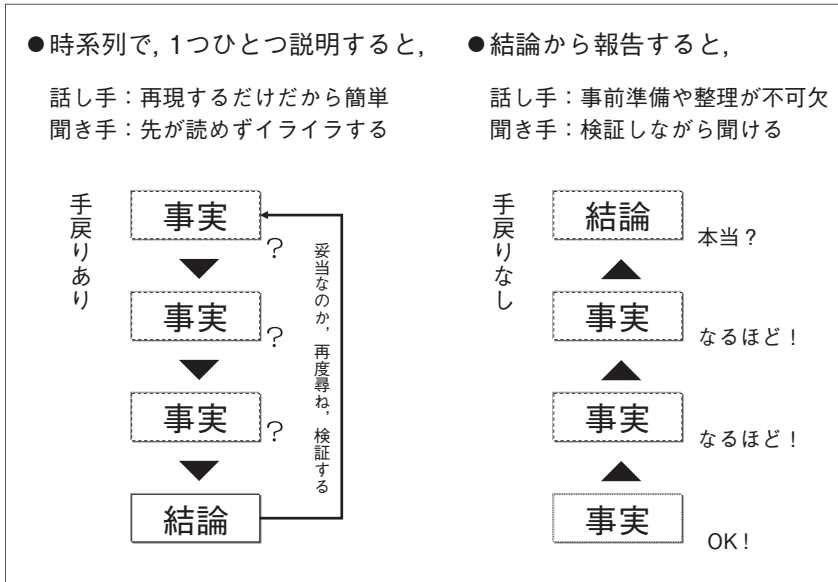 ●時系列で,1つひとつ説明すると,
話し手：再現するだけだから簡単
聞き手：先が読めずイライラする
手戻りあり
事実
?
事実
?
事実
?
結論
妥当なのか,再度尋ね,検証する
●結論から報告すると,
話し手：事前準備や整理が不可欠
聞き手：検証しながら聞ける
手戻りなし
結論
本当？
事実
なるほど！
事実
なるほど！
事実
OK！